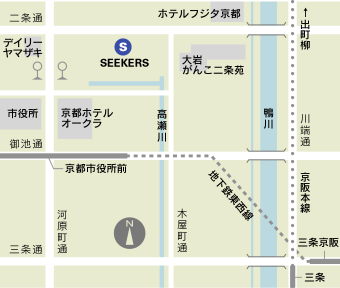 二条通
ホテルフジタ京都
↑出町柳
デイリー
ヤマザキ
S
SEEKERS
大岩
がんこ二条苑
市役所
京都ホテル
オークラ
高瀬川
鴨川
川端通
御池通
京都市役所前
地下鉄東西線
京阪本線
河原町通
N
木屋町通
三条通
三条京阪
三条